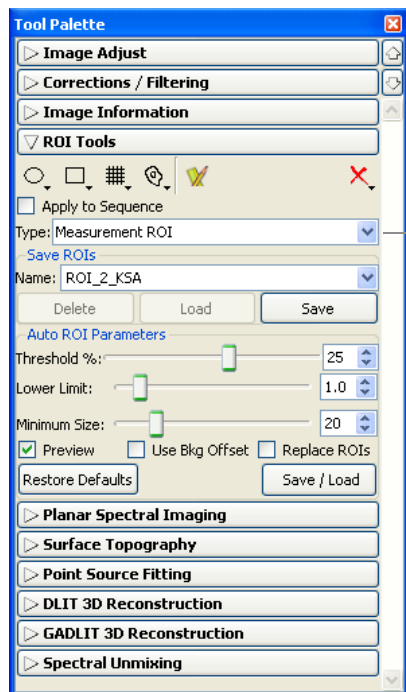 Tool Palette
Image Adjust
Corrections / Filtering
Image Information
ROI Tools
Apply to Sequence
Type: Measurement ROI
Save ROIs
Name: ROI_2_KSA
Delete Load Save
Auto ROI Parameters
Threshold %: 25
Lower Limit: 1.0
Minimum Size: 20
Preview Use Bkg Offset Replace ROIs
Restore Defaults Save / Load
Planar Spectral Imaging
Surface Topography
Point Source Fitting
DLIT 3D Reconstruction
GADLIT 3D Reconstruction
Spectral Unmixing